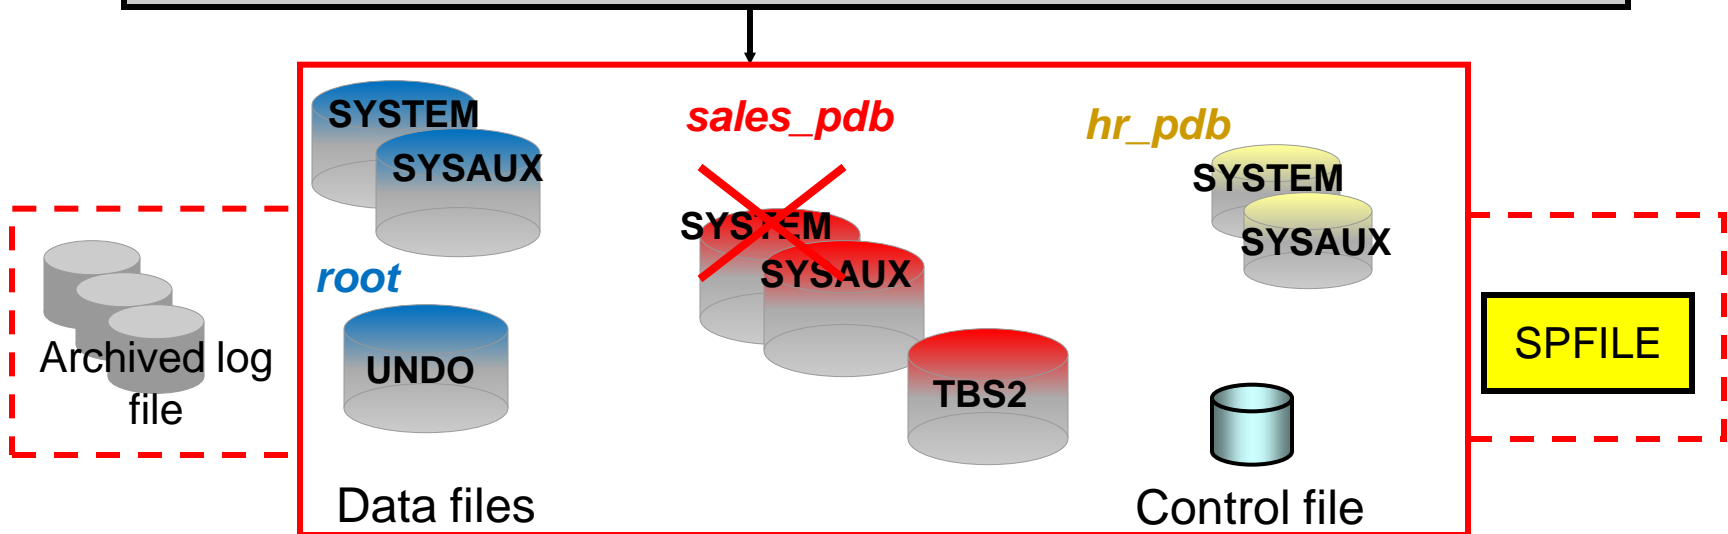 SYSTEM
SYSAUX
root
UNDO
Data files
sales_pdb
SYSTEM
SYSAUX
TBS2
hr_pdb
SYSTEM
SYSAUX
Control file
Archived log
file
SPFILE